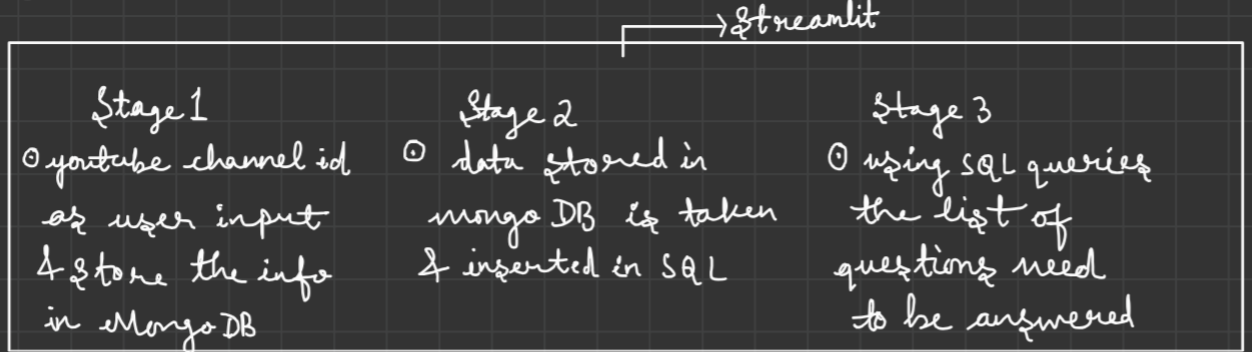 →Streamlit
Stage 1
⊙ youtube channel id
as user input
& store the info
in MongoDB
Stage 2
⊙ data stored in
mongo DB is taken
& inserted in SQL
Stage 3
⊙ using SQL queries
the list of
questions need
to be answered